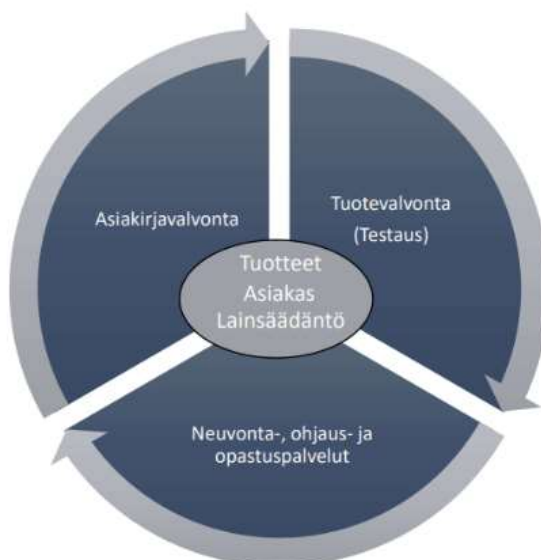 Asiakirjavalvonta
Tuotevalvonta
(Testaus)
Tuotteet
Asiakas
Lainsäädäntö
Neuvonta-, ohjaus- ja
opastuspalvelut